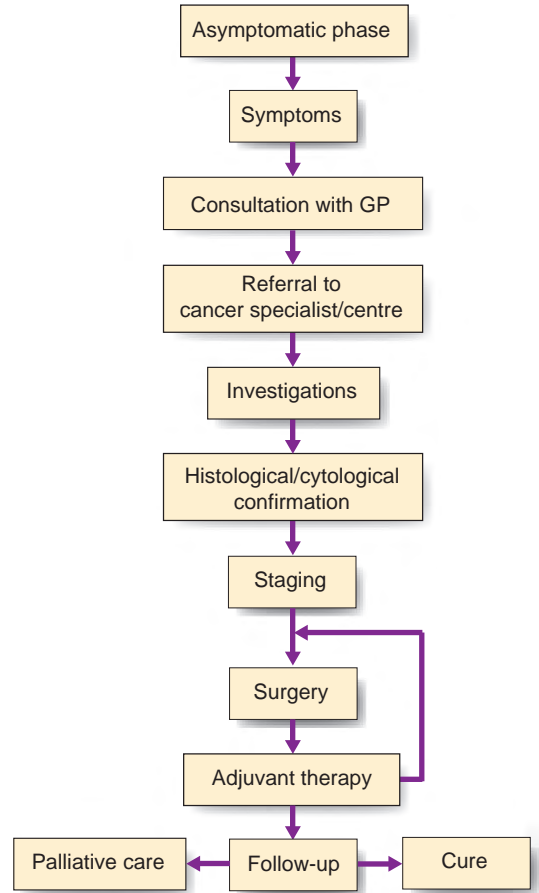 Asymptomatic phase
Symptoms
Consultation with GP
Referral to
cancer specialist/centre
Investigations
Histological/cytological
confirmation
Staging
Surgery
Adjuvant therapy
Palliative care
Follow-up
Cure